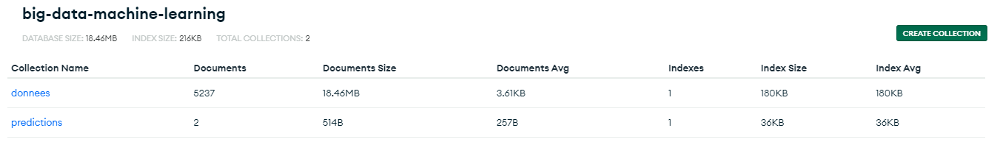 big-data-machine-learning
DATABASE SIZE: 18.46MB INDEX SIZE: 216KB TOTAL COLLECTIONS: 2
CREATE COLLECTION
Collection Name Documents Documents Size Documents Avg Indexes Index Size Index Avg
donnees 5237 18.46MB 3.61KB 1 180KB 180KB
predictions 2 514B 257B 1 36KB 36KB